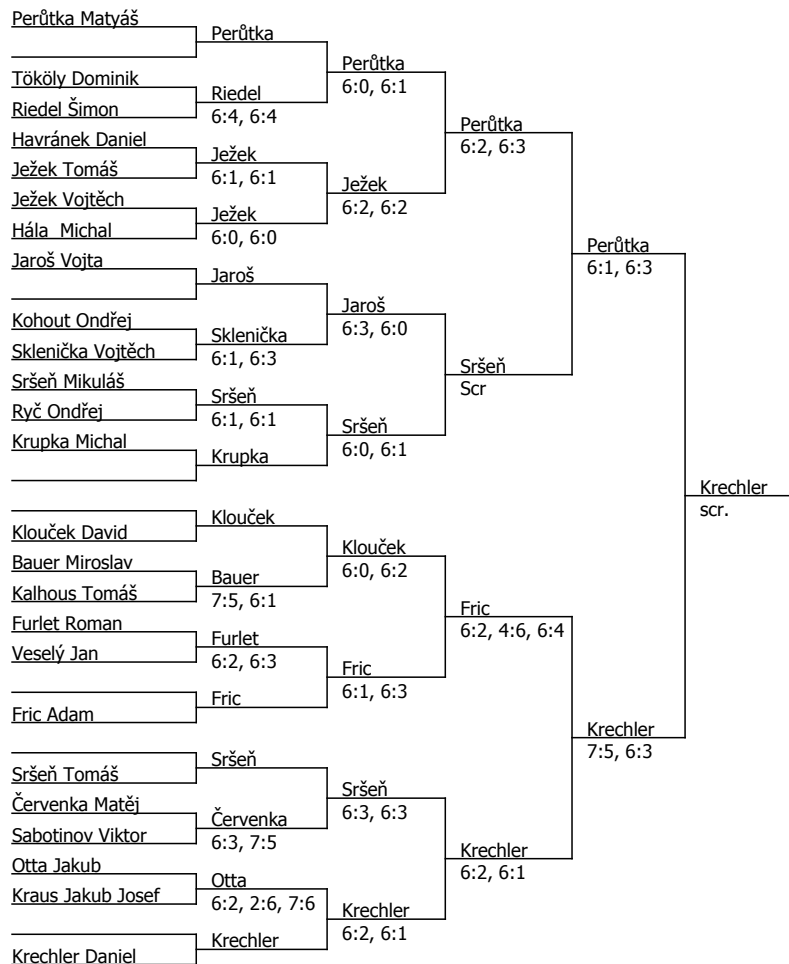 Perůtka Matyáš
Tököly Dominik
Riedel Šimon
Havránek Daniel
Ježek Tomáš
Ježek Vojtěch
Hála  Michal
Jaroš Vojta
Kohout Ondřej
Sklenička Vojtěch
Sršeň Mikuláš
Ryč Ondřej
Krupka Michal
Klouček David
Bauer Miroslav
Kalhous Tomáš
Furlet Roman
Veselý Jan
Fric Adam
Sršeň Tomáš
Červenka Matěj
Sabotinov Viktor
Otta Jakub
Kraus Jakub Josef
Krechler Daniel
Perůtka
Riedel
6:4, 6:4
Ježek
6:1, 6:1
Ježek
6:0, 6:0
Jaroš
Sklenička
6:1, 6:3
Sršeň
6:1, 6:1
Krupka
Klouček
Bauer
7:5, 6:1
Furlet
6:2, 6:3
Fric
Sršeň
Červenka
6:3, 7:5
Otta
6:2, 2:6, 7:6
Krechler
Perůtka
6:0, 6:1
Ježek
6:2, 6:2
Jaroš
6:3, 6:0
Sršeň
6:0, 6:1
Klouček
6:0, 6:2
Fric
6:1, 6:3
Sršeň
6:3, 6:3
Krechler
6:2, 6:1
Perůtka
6:2, 6:3
Sršeň
Scr
Fric
6:2, 4:6, 6:4
Krechler
6:2, 6:1
Perůtka
6:1, 6:3
Krechler
7:5, 6:3
Krechler
scr.